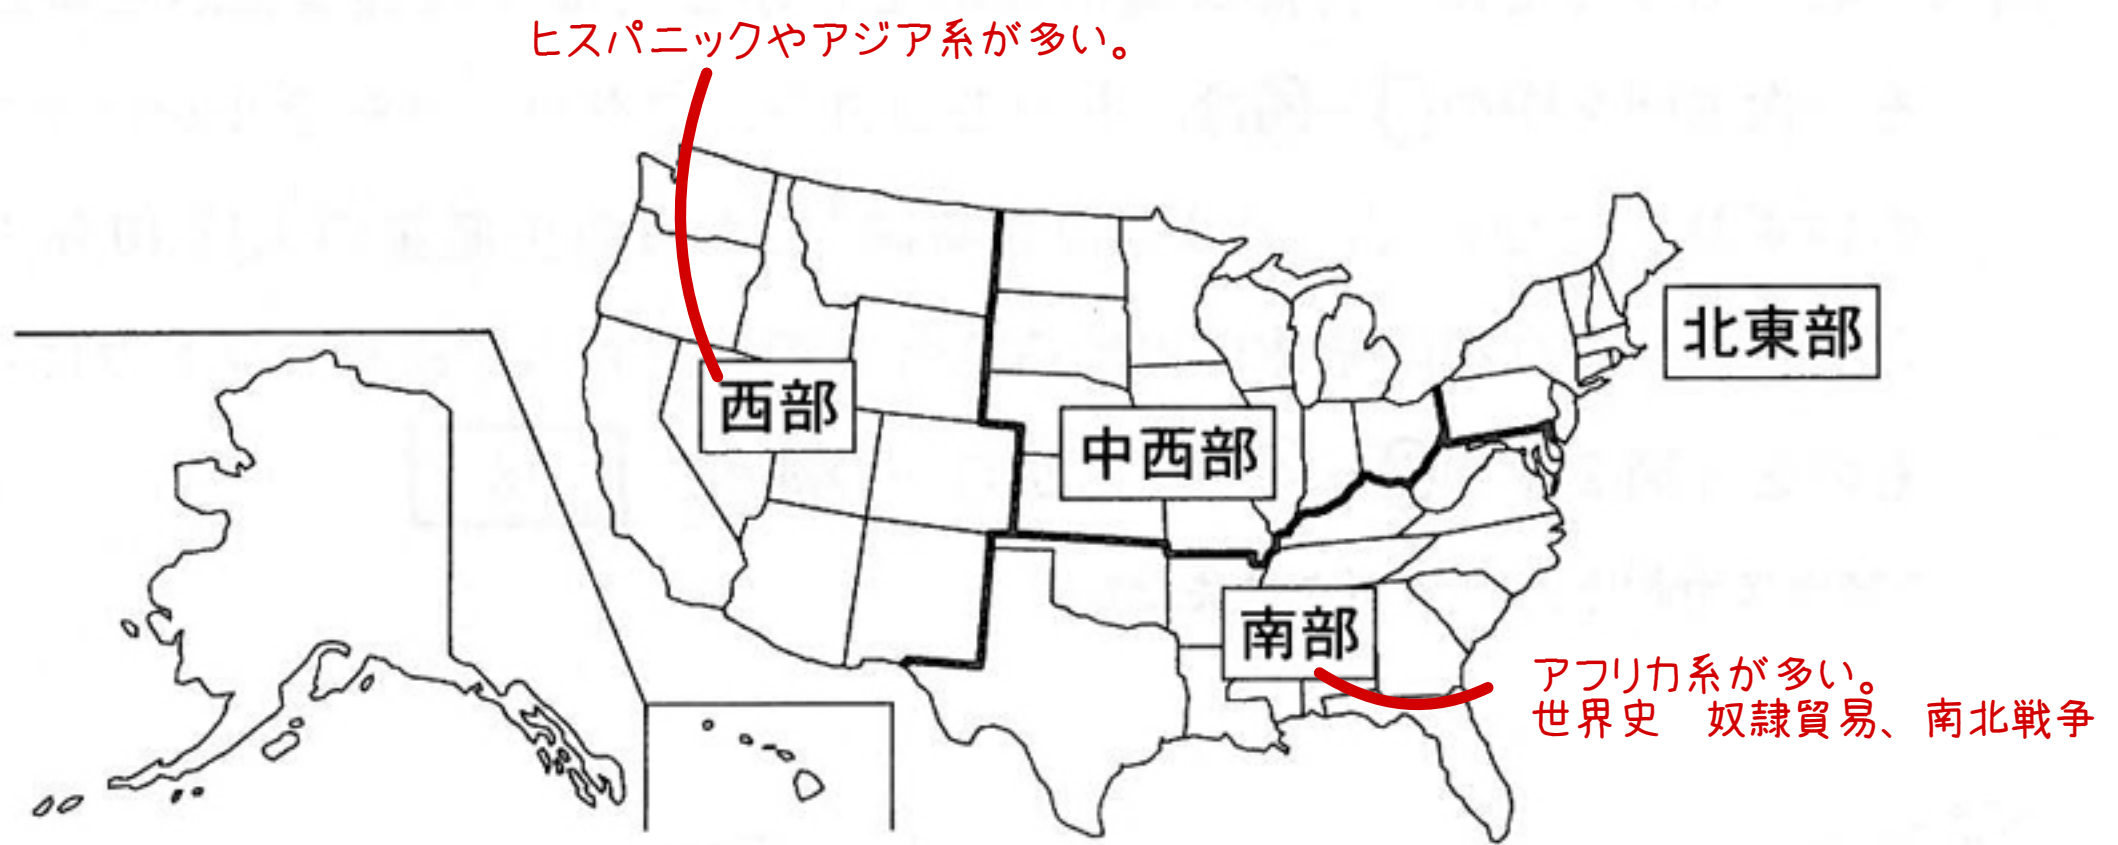 ヒスパニックやアジア系が多い。
北東部
西部
中西部
南部
アフリカ系が多い。
世界史　奴隷貿易、南北戦争